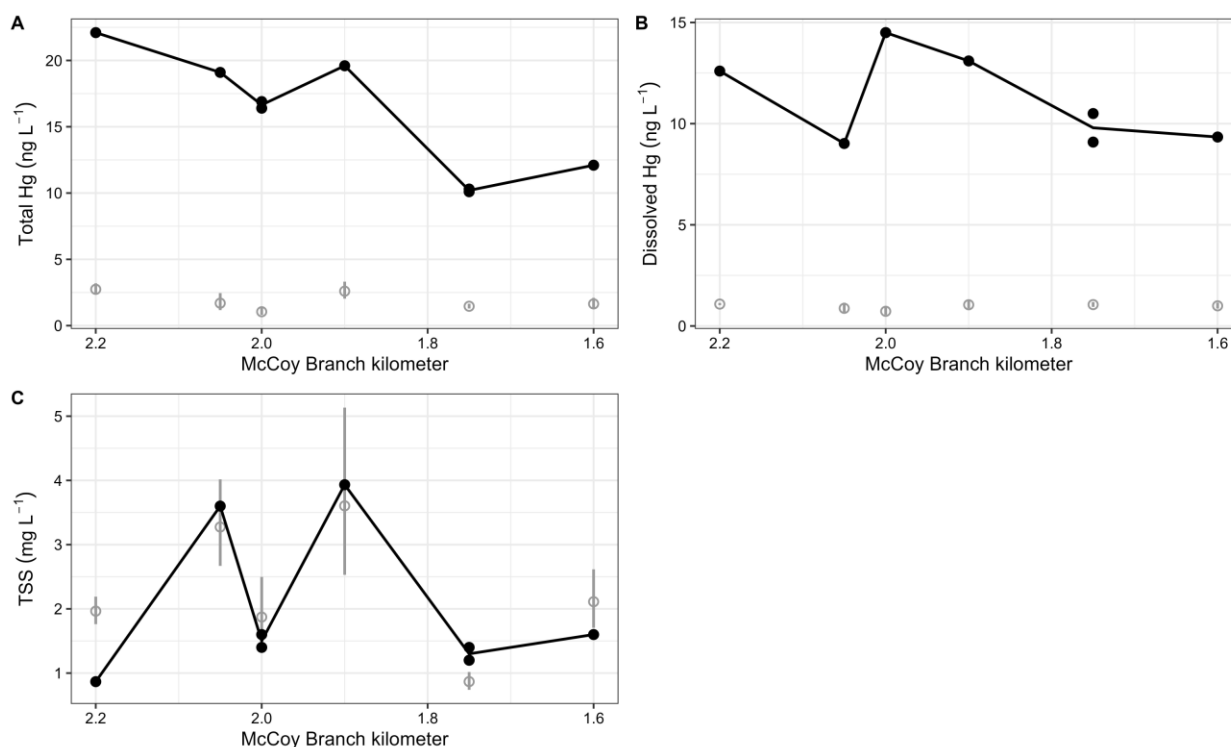 A
Total Hg (ng L⁻¹)
20
15
10
5
0
2.2
2.0
1.8
1.6
McCoy Branch kilometer
B
Dissolved Hg (ng L⁻¹)
15
10
5
0
2.2
2.0
1.8
1.6
McCoy Branch kilometer
C
TSS (mg L⁻¹)
5
4
3
2
1
2.2
2.0
1.8
1.6
McCoy Branch kilometer